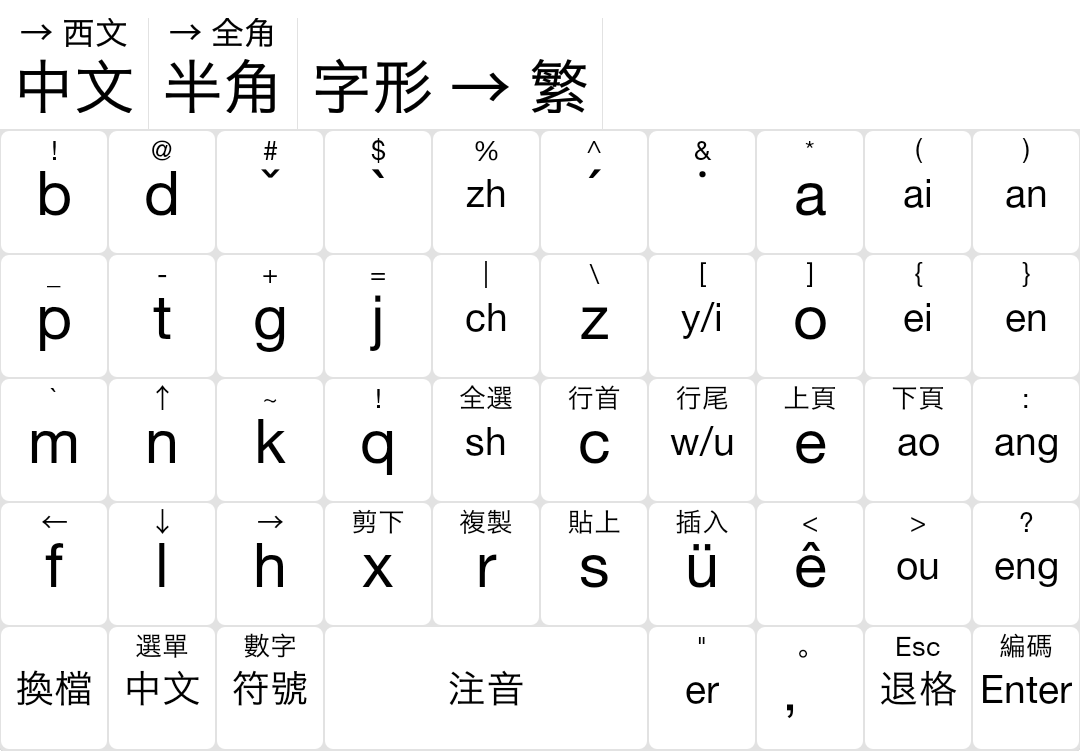 → 西文 → 全角
中文 半角 字形 → 繁
! @ # $ % ^ & * ( )
b d ˇ ˋ zh ˊ ˙ a ai an
_ - + = | \ [ ] { }
p t g j ch z y/i o ei en
` ↑ ~ ! 全選 行首 行尾 上頁 下頁 :
m n k q sh c w/u e ao ang
← ↓ → 剪下 複製 貼上 插入 < > ?
f l h x r s ü ê ou eng
選單 數字 " 。 Esc 編碼
換檔 中文 符號 注音 er , 退格 Enter